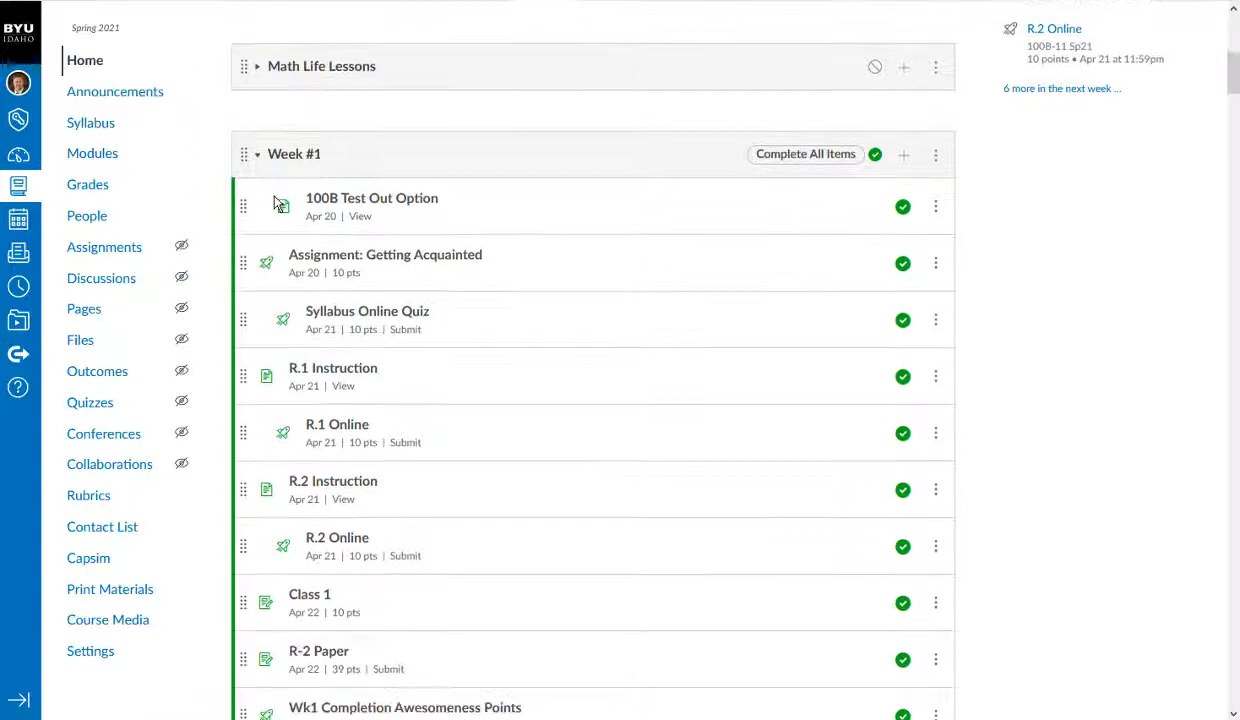 BYU
IDAHO
Spring 2021
Home
Announcements
Syllabus
Modules
Grades
People
Assignments
Discussions
Pages
Files
Outcomes
Quizzes
Conferences
Collaborations
Rubrics
Contact List
Capsim
Print Materials
Course Media
Settings
Math Life Lessons
Week #1
Complete All Items
100B Test Out Option
Apr 20 | View
Assignment: Getting Acquainted
Apr 20 | 10 pts
Syllabus Online Quiz
Apr 21 | 10 pts | Submit
R.1 Instruction
Apr 21 | View
R.1 Online
Apr 21 | 10 pts | Submit
R.2 Instruction
Apr 21 | View
R.2 Online
Apr 21 | 10 pts | Submit
Class 1
Apr 22 | 10 pts
R-2 Paper
Apr 22 | 39 pts | Submit
Wk1 Completion Awesomeness Points
R.2 Online
100B-11 Sp21
10 points • Apr 21 at 11:59pm
6 more in the next week ...